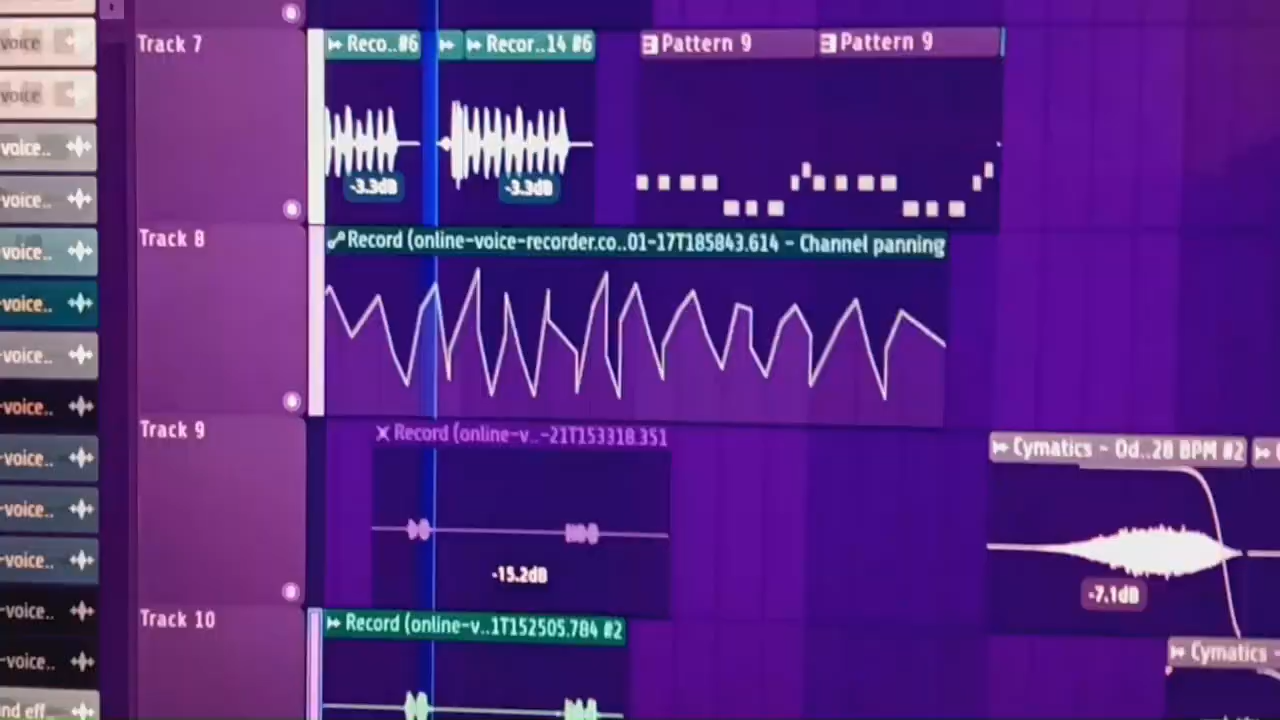 voice
Track 7
Reco..#6
Recor..14 #6
Pattern 9
Pattern 9
voice
voice..
-3.3dB
-3.3dB
voice..
Track 8
Record (online-voice-recorder.co..01-17T185843.614 - Channel panning
voice..
-voice..
voice..
-voice..
Track 9
Record (online-v..-21T153318.351
Cymatics - Od..28 BPM #2
-voice..
-voice..
-voice..
-15.2dB
-7.1dB
-voice..
Track 10
Record (online-v..1T152505.784 #2
-voice..
Cymatics -
nd eff..